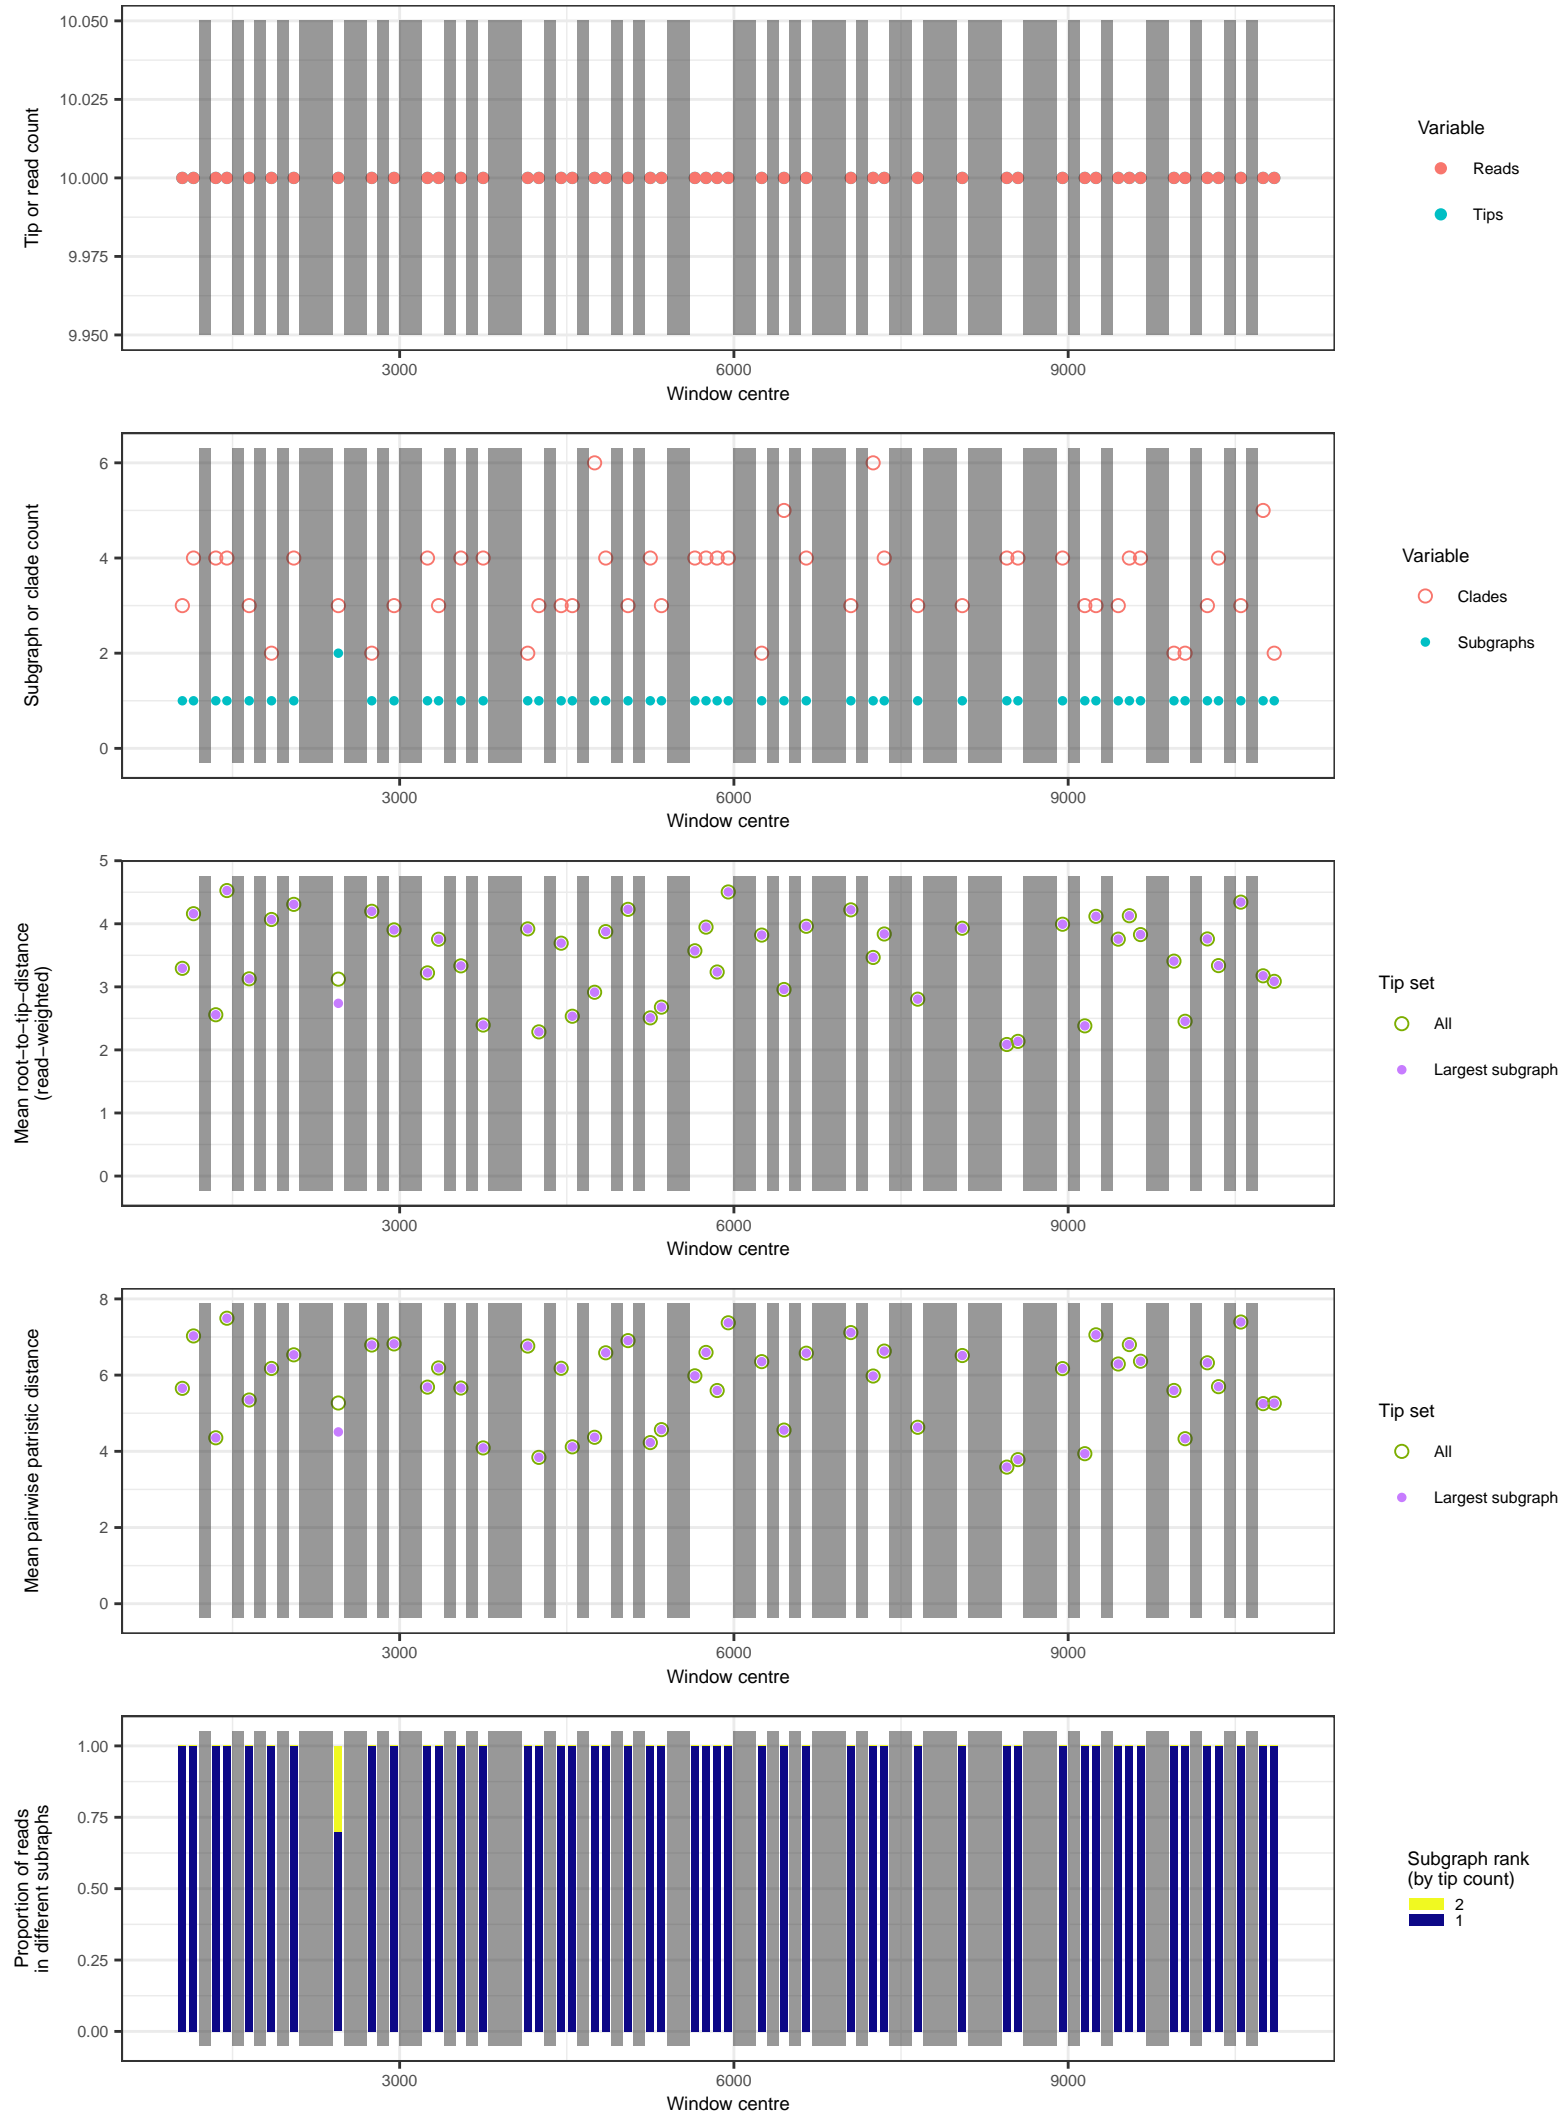 10.050
10.025
10.000
9.975
9.950
Tip or read count
3000 6000 9000
Window centre
Variable
Reads
Tips
6
4
2
0
Subgraph or clade count
3000 6000 9000
Window centre
Variable
Clades
Subgraphs
5
4
3
2
1
0
Mean root−to−tip−distance
(read−weighted)
3000 6000 9000
Window centre
Tip set
All
Largest subgraph
8
6
4
2
0
Mean pairwise patristic distance
3000 6000 9000
Window centre
Tip set
All
Largest subgraph
1.00
0.75
0.50
0.25
0.00
Proportion of reads
in different subraphs
3000 6000 9000
Window centre
Subgraph rank
(by tip count)
2
1